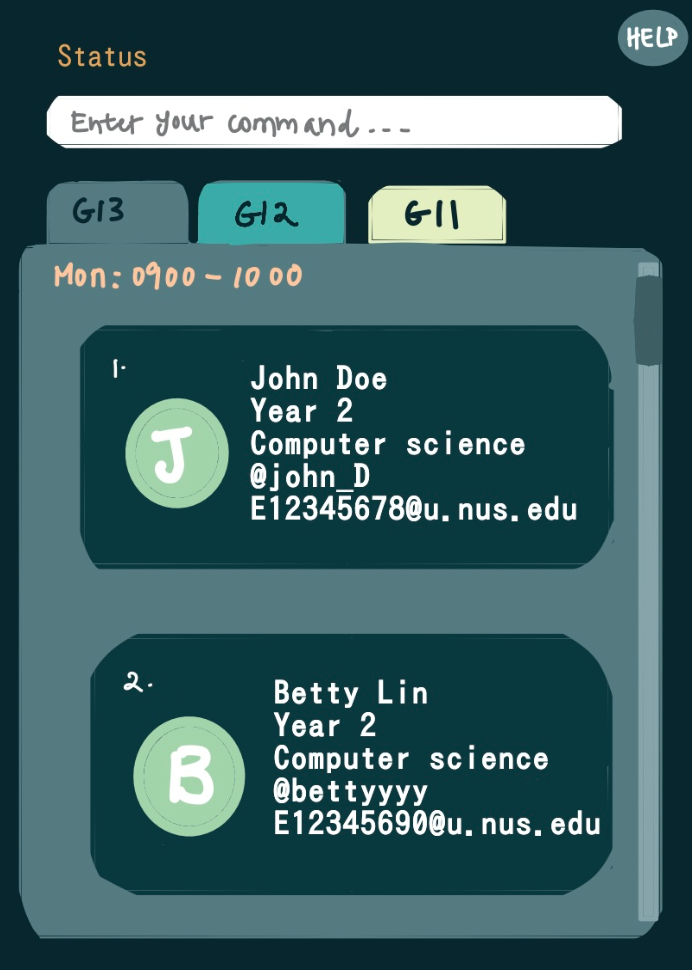 HELP
Status
Enter your command...
G13 G12 G11
Mon: 0900 - 1000
1.
J
John Doe
Year 2
Computer science
@john_D
E12345678@u.nus.edu
2.
B
Betty Lin
Year 2
Computer science
@bettyyyy
E12345690@u.nus.edu